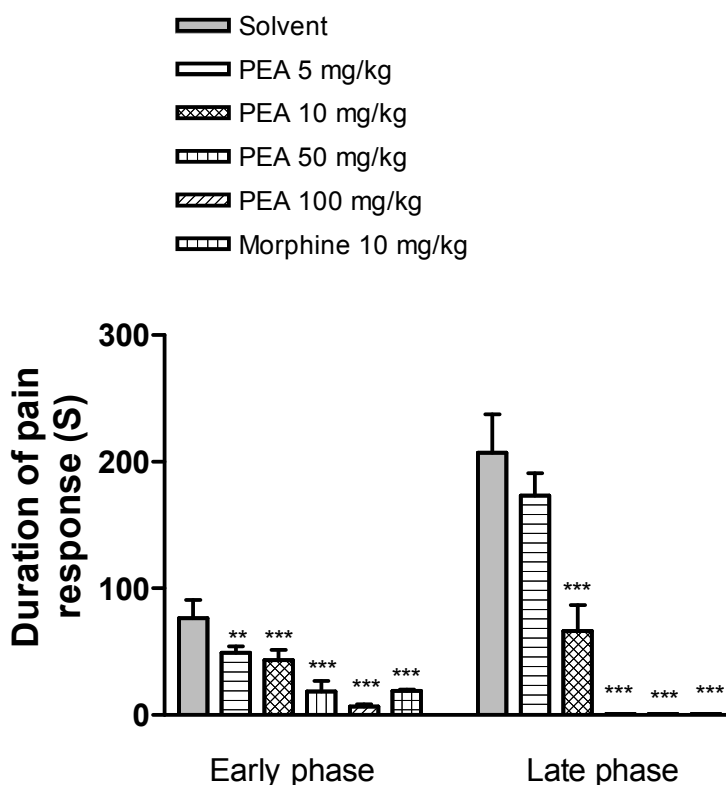 Solvent
PEA 5 mg/kg
PEA 10 mg/kg
PEA 50 mg/kg
PEA 100 mg/kg
Morphine 10 mg/kg
Duration of pain
response (S)
300
200
100
0
** *** *** *** ***
*** *** *** ***
Early phase
Late phase